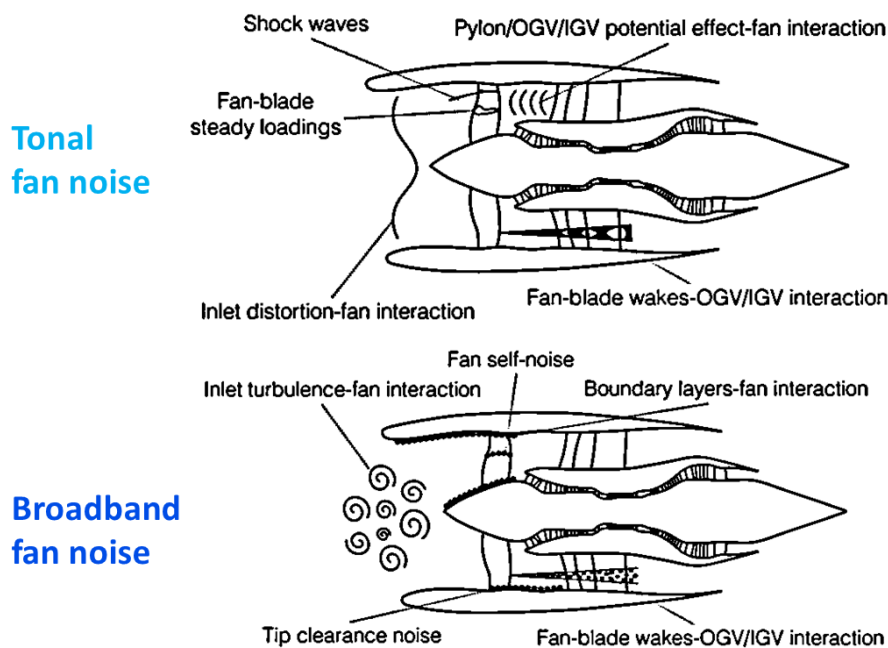 Shock waves
Pylon/OGV/IGV potential effect-fan interaction
Fan-blade
steady loadings
Tonal
fan noise
Inlet distortion-fan interaction
Fan-blade wakes-OGV/IGV interaction
Fan self-noise
Inlet turbulence-fan interaction
Boundary layers-fan interaction
Broadband
fan noise
Tip clearance noise
Fan-blade wakes-OGV/IGV interaction